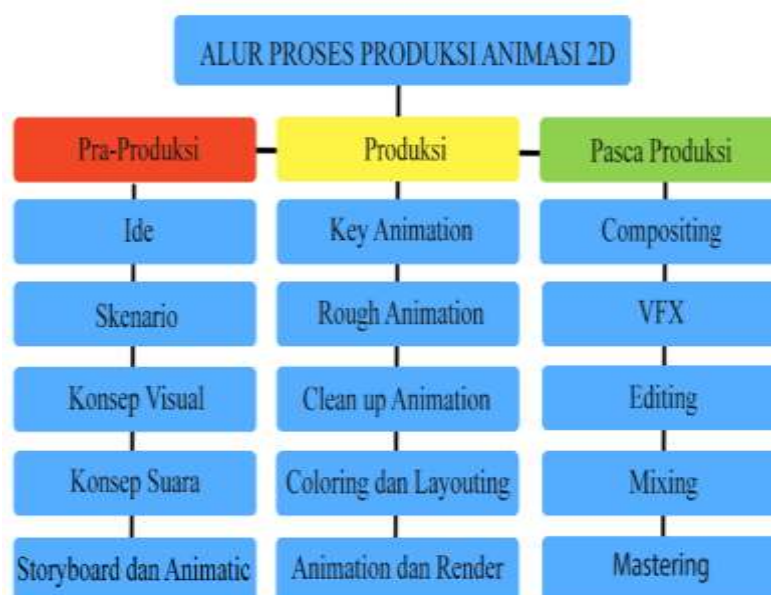 ALUR PROSES PRODUKSI ANIMASI 2D
Pra-Produksi
Produksi
Pasca Produksi
Ide
Key Animation
Compositing
Skenario
Rough Animation
VFX
Konsep Visual
Clean up Animation
Editing
Konsep Suara
Coloring dan Layouting
Mixing
Storyboard dan Animatic
Animation dan Render
Mastering